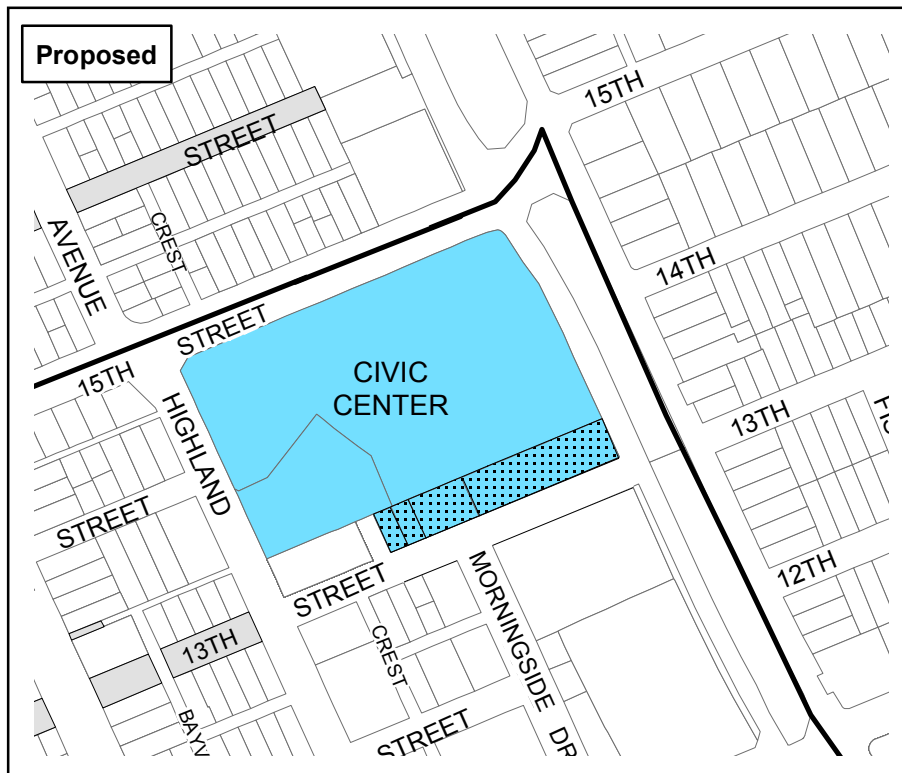 Proposed
15TH
STREET
CREST
AVENUE
14TH
STREET
15TH
CIVIC
CENTER
HIGHLAND
13TH
STREET
12TH
STREET
MORNINGSIDE DR
13TH
CREST
BAYV
STREET